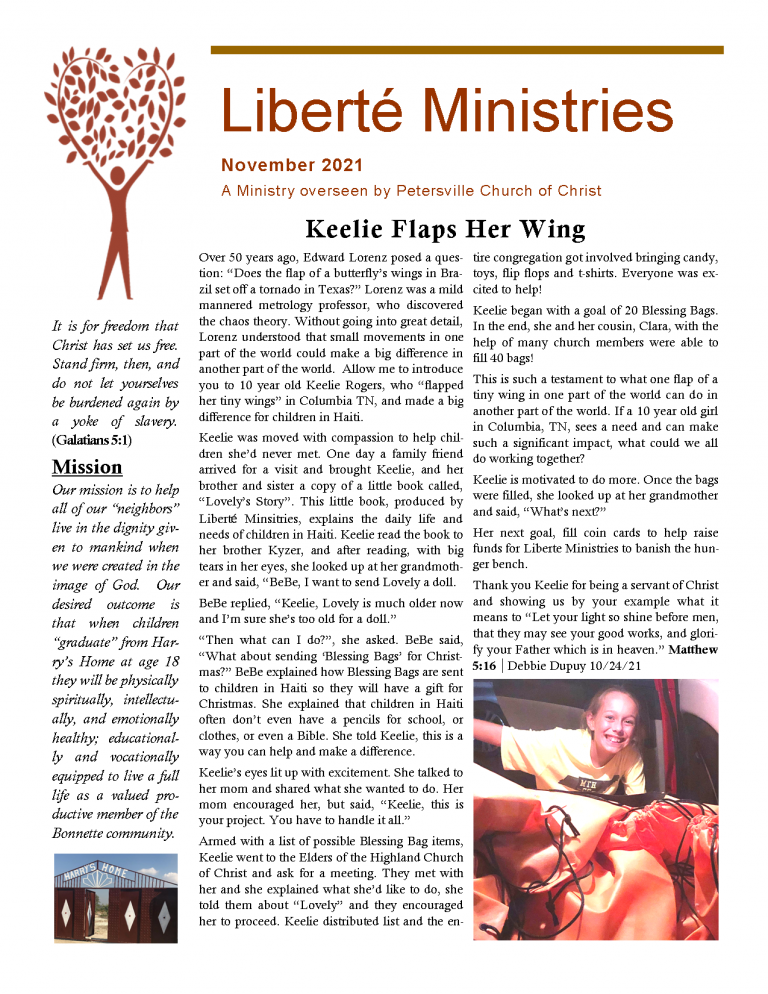 Liberté Ministries
November 2021
A Ministry overseen by Petersville Church of Christ
It is for freedom that
Christ has set us free.
Stand firm, then, and
do not let yourselves
be burdened again by
a yoke of slavery.
(Galatians 5:1)
Mission
Our mission is to help
all of our “neighbors”
live in the dignity giv-
en to mankind when
we were created in the
image of God. Our
desired outcome is
that when children
“graduate” from Har-
ry’s Home at age 18
they will be physically
spiritually, intellectu-
ally, and emotionally
healthy; educational-
ly and vocationally
equipped to live a full
life as a valued pro-
ductive member of the
Bonnette community.
HARRY'S HOME
Keelie Flaps Her Wing
Over 50 years ago, Edward Lorenz posed a ques-
tion: “Does the flap of a butterfly’s wings in Bra-
zil set off a tornado in Texas?” Lorenz was a mild
mannered metrology professor, who discovered
the chaos theory. Without going into great detail,
Lorenz understood that small movements in one
part of the world could make a big difference in
another part of the world. Allow me to introduce
you to 10 year old Keelie Rogers, who “flapped
her tiny wings” in Columbia TN, and made a big
difference for children in Haiti.
Keelie was moved with compassion to help chil-
dren she’d never met. One day a family friend
arrived for a visit and brought Keelie, and her
brother and sister a copy of a little book called,
“Lovely’s Story”. This little book, produced by
Liberté Minsitries, explains the daily life and
needs of children in Haiti. Keelie read the book to
her brother Kyzer, and after reading, with big
tears in her eyes, she looked up at her grandmoth-
er and said, “BeBe, I want to send Lovely a doll.
BeBe replied, “Keelie, Lovely is much older now
and I’m sure she’s too old for a doll.”
“Then what can I do?”, she asked. BeBe said,
“What about sending ‘Blessing Bags’ for Christ-
mas?” BeBe explained how Blessing Bags are sent
to children in Haiti so they will have a gift for
Christmas. She explained that children in Haiti
often don’t even have a pencils for school, or
clothes, or even a Bible. She told Keelie, this is a
way you can help and make a difference.
Keelie’s eyes lit up with excitement. She talked to
her mom and shared what she wanted to do. Her
mom encouraged her, but said, “Keelie, this is
your project. You have to handle it all.”
Armed with a list of possible Blessing Bag items,
Keelie went to the Elders of the Highland Church
of Christ and ask for a meeting. They met with
her and she explained what she’d like to do, she
told them about “Lovely” and they encouraged
her to proceed. Keelie distributed list and the en-
tire congregation got involved bringing candy,
toys, flip flops and t-shirts. Everyone was ex-
cited to help!
Keelie began with a goal of 20 Blessing Bags.
In the end, she and her cousin, Clara, with the
help of many church members were able to
fill 40 bags!
This is such a testament to what one flap of a
tiny wing in one part of the world can do in
another part of the world. If a 10 year old girl
in Columbia, TN, sees a need and can make
such a significant impact, what could we all
do working together?
Keelie is motivated to do more. Once the bags
were filled, she looked up at her grandmother
and said, “What’s next?”
Her next goal, fill coin cards to help raise
funds for Liberte Ministries to banish the hun-
ger bench.
Thank you Keelie for being a servant of Christ
and showing us by your example what it
means to “Let your light so shine before men,
that they may see your good works, and glori-
fy your Father which is in heaven.” Matthew
5:16 | Debbie Dupuy 10/24/21
MTH